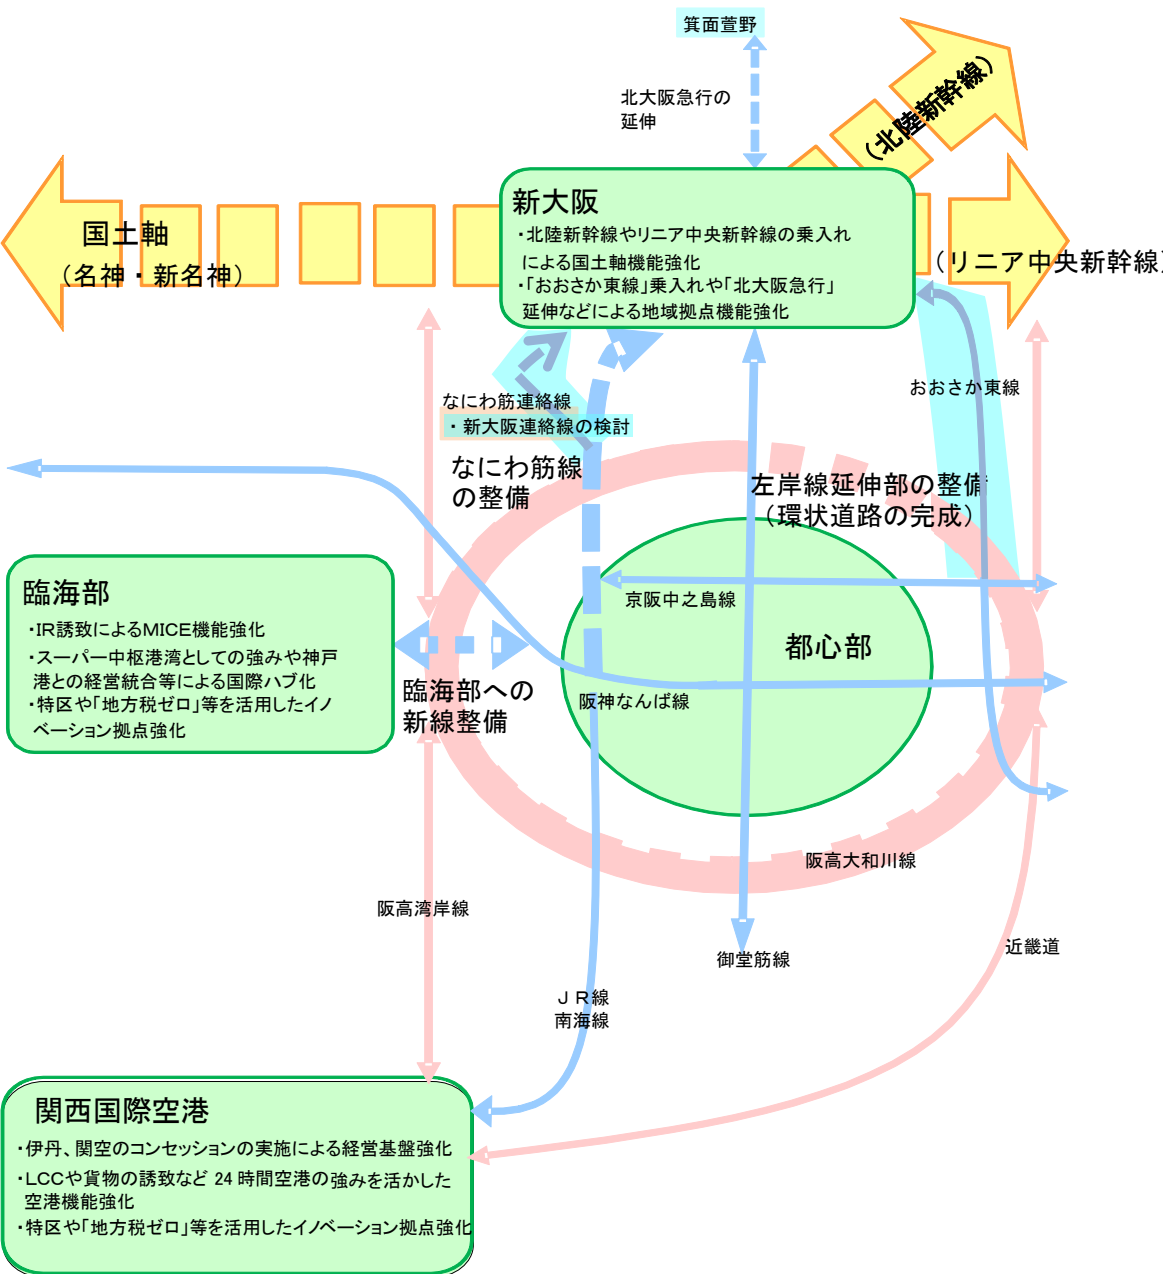 箕面萱野
北大阪急行の
延伸
（北陸新幹線）
新大阪
・北陸新幹線やリニア中央新幹線の乗入れ
による国土軸機能強化
・「おおさか東線」乗入れや「北大阪急行」
延伸などによる地域拠点機能強化
国土軸
（名神・新名神）
（リニア中央新幹線）
おおさか東線
なにわ筋連絡線
・新大阪連絡線の検討
なにわ筋線
の整備
左岸線延伸部の整備
（環状道路の完成）
臨海部
・IR誘致によるMICE機能強化
・スーパー中枢港湾としての強みや神戸
港との経営統合等による国際ハブ化
・特区や「地方税ゼロ」等を活用したイノ
ベーション拠点強化
京阪中之島線
都心部
臨海部への
新線整備
阪神なんば線
阪高大和川線
阪高湾岸線
御堂筋線
近畿道
ＪＲ線
南海線
関西国際空港
・伊丹、関空のコンセッションの実施による経営基盤強化
・LCCや貨物の誘致など 24 時間空港の強みを活かした
空港機能強化
・特区や「地方税ゼロ」等を活用したイノベーション拠点強化